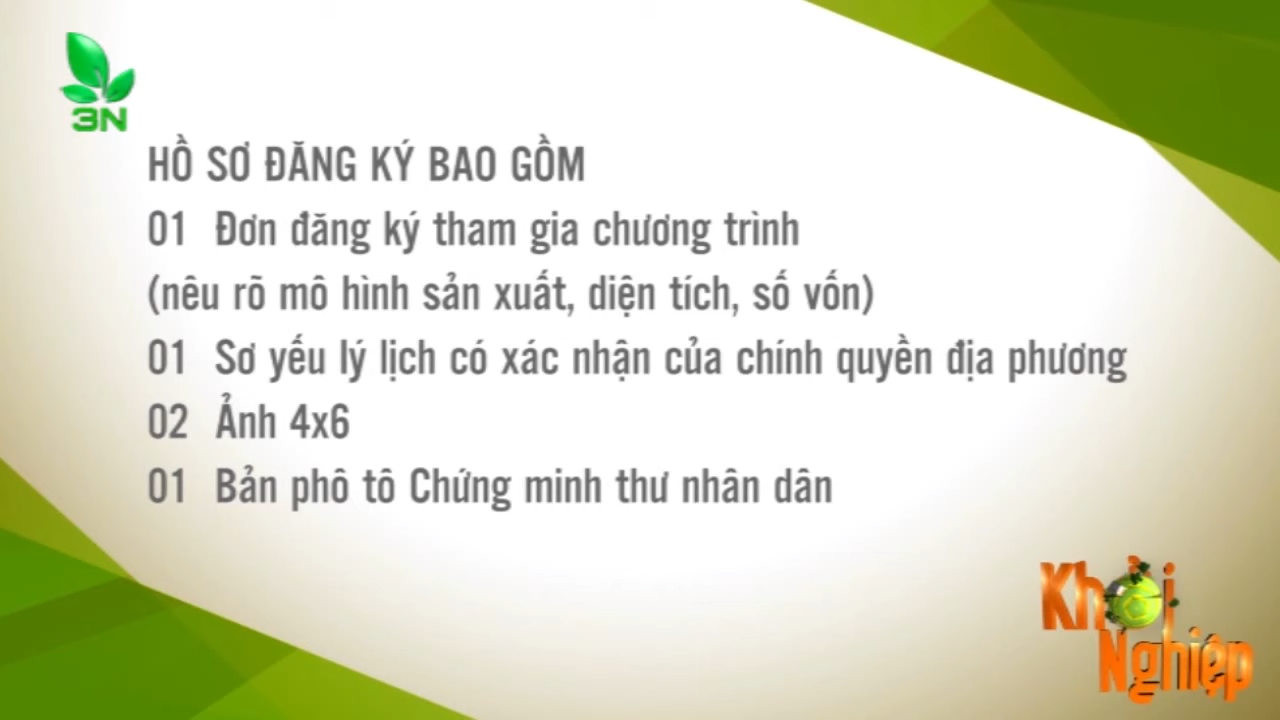 3N
HỒ SƠ ĐĂNG KÝ BAO GỒM
01 Đơn đăng ký tham gia chương trình
(nêu rõ mô hình sản xuất, diện tích, số vốn)
01 Sơ yếu lý lịch có xác nhận của chính quyền địa phương
02 Ảnh 4x6
01 Bản phô tô Chứng minh thư nhân dân
Khởi
Nghiệp